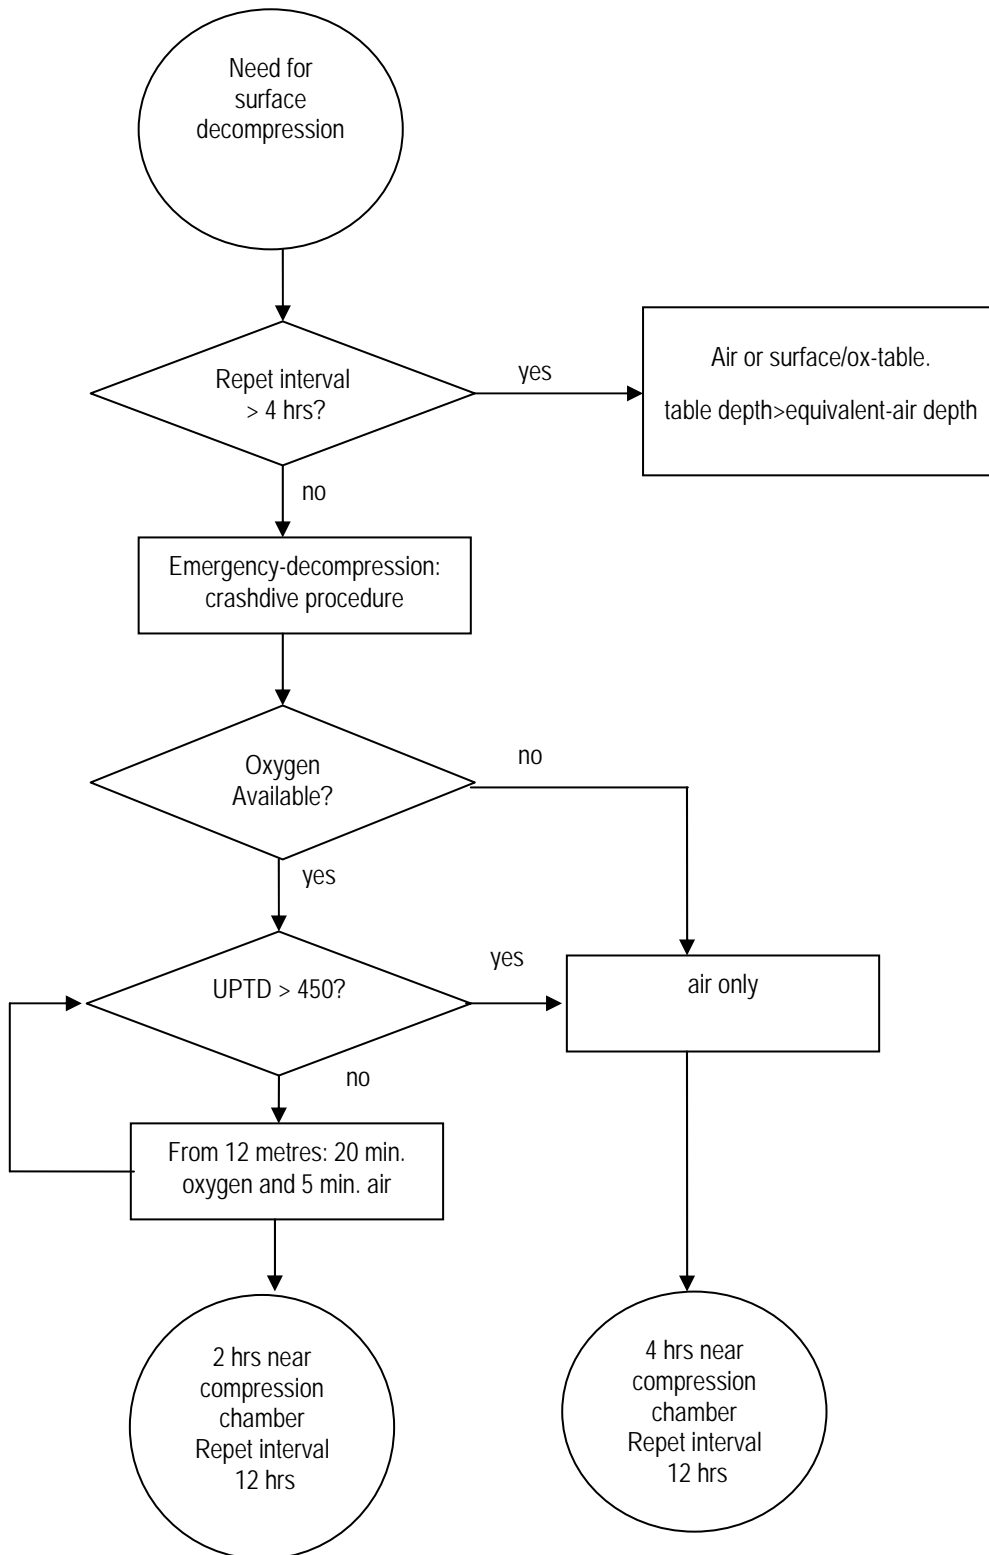 Need for
surface
decompression
Repet interval
> 4 hrs?
yes
Air or surface/ox-table.
table depth>equivalent-air depth
no
Emergency-decompression:
crashdive procedure
Oxygen
Available?
no
yes
UPTD > 450?
yes
air only
no
From 12 metres: 20 min.
oxygen and 5 min. air
2 hrs near
compression
chamber
Repet interval
12 hrs
4 hrs near
compression
chamber
Repet interval
12 hrs